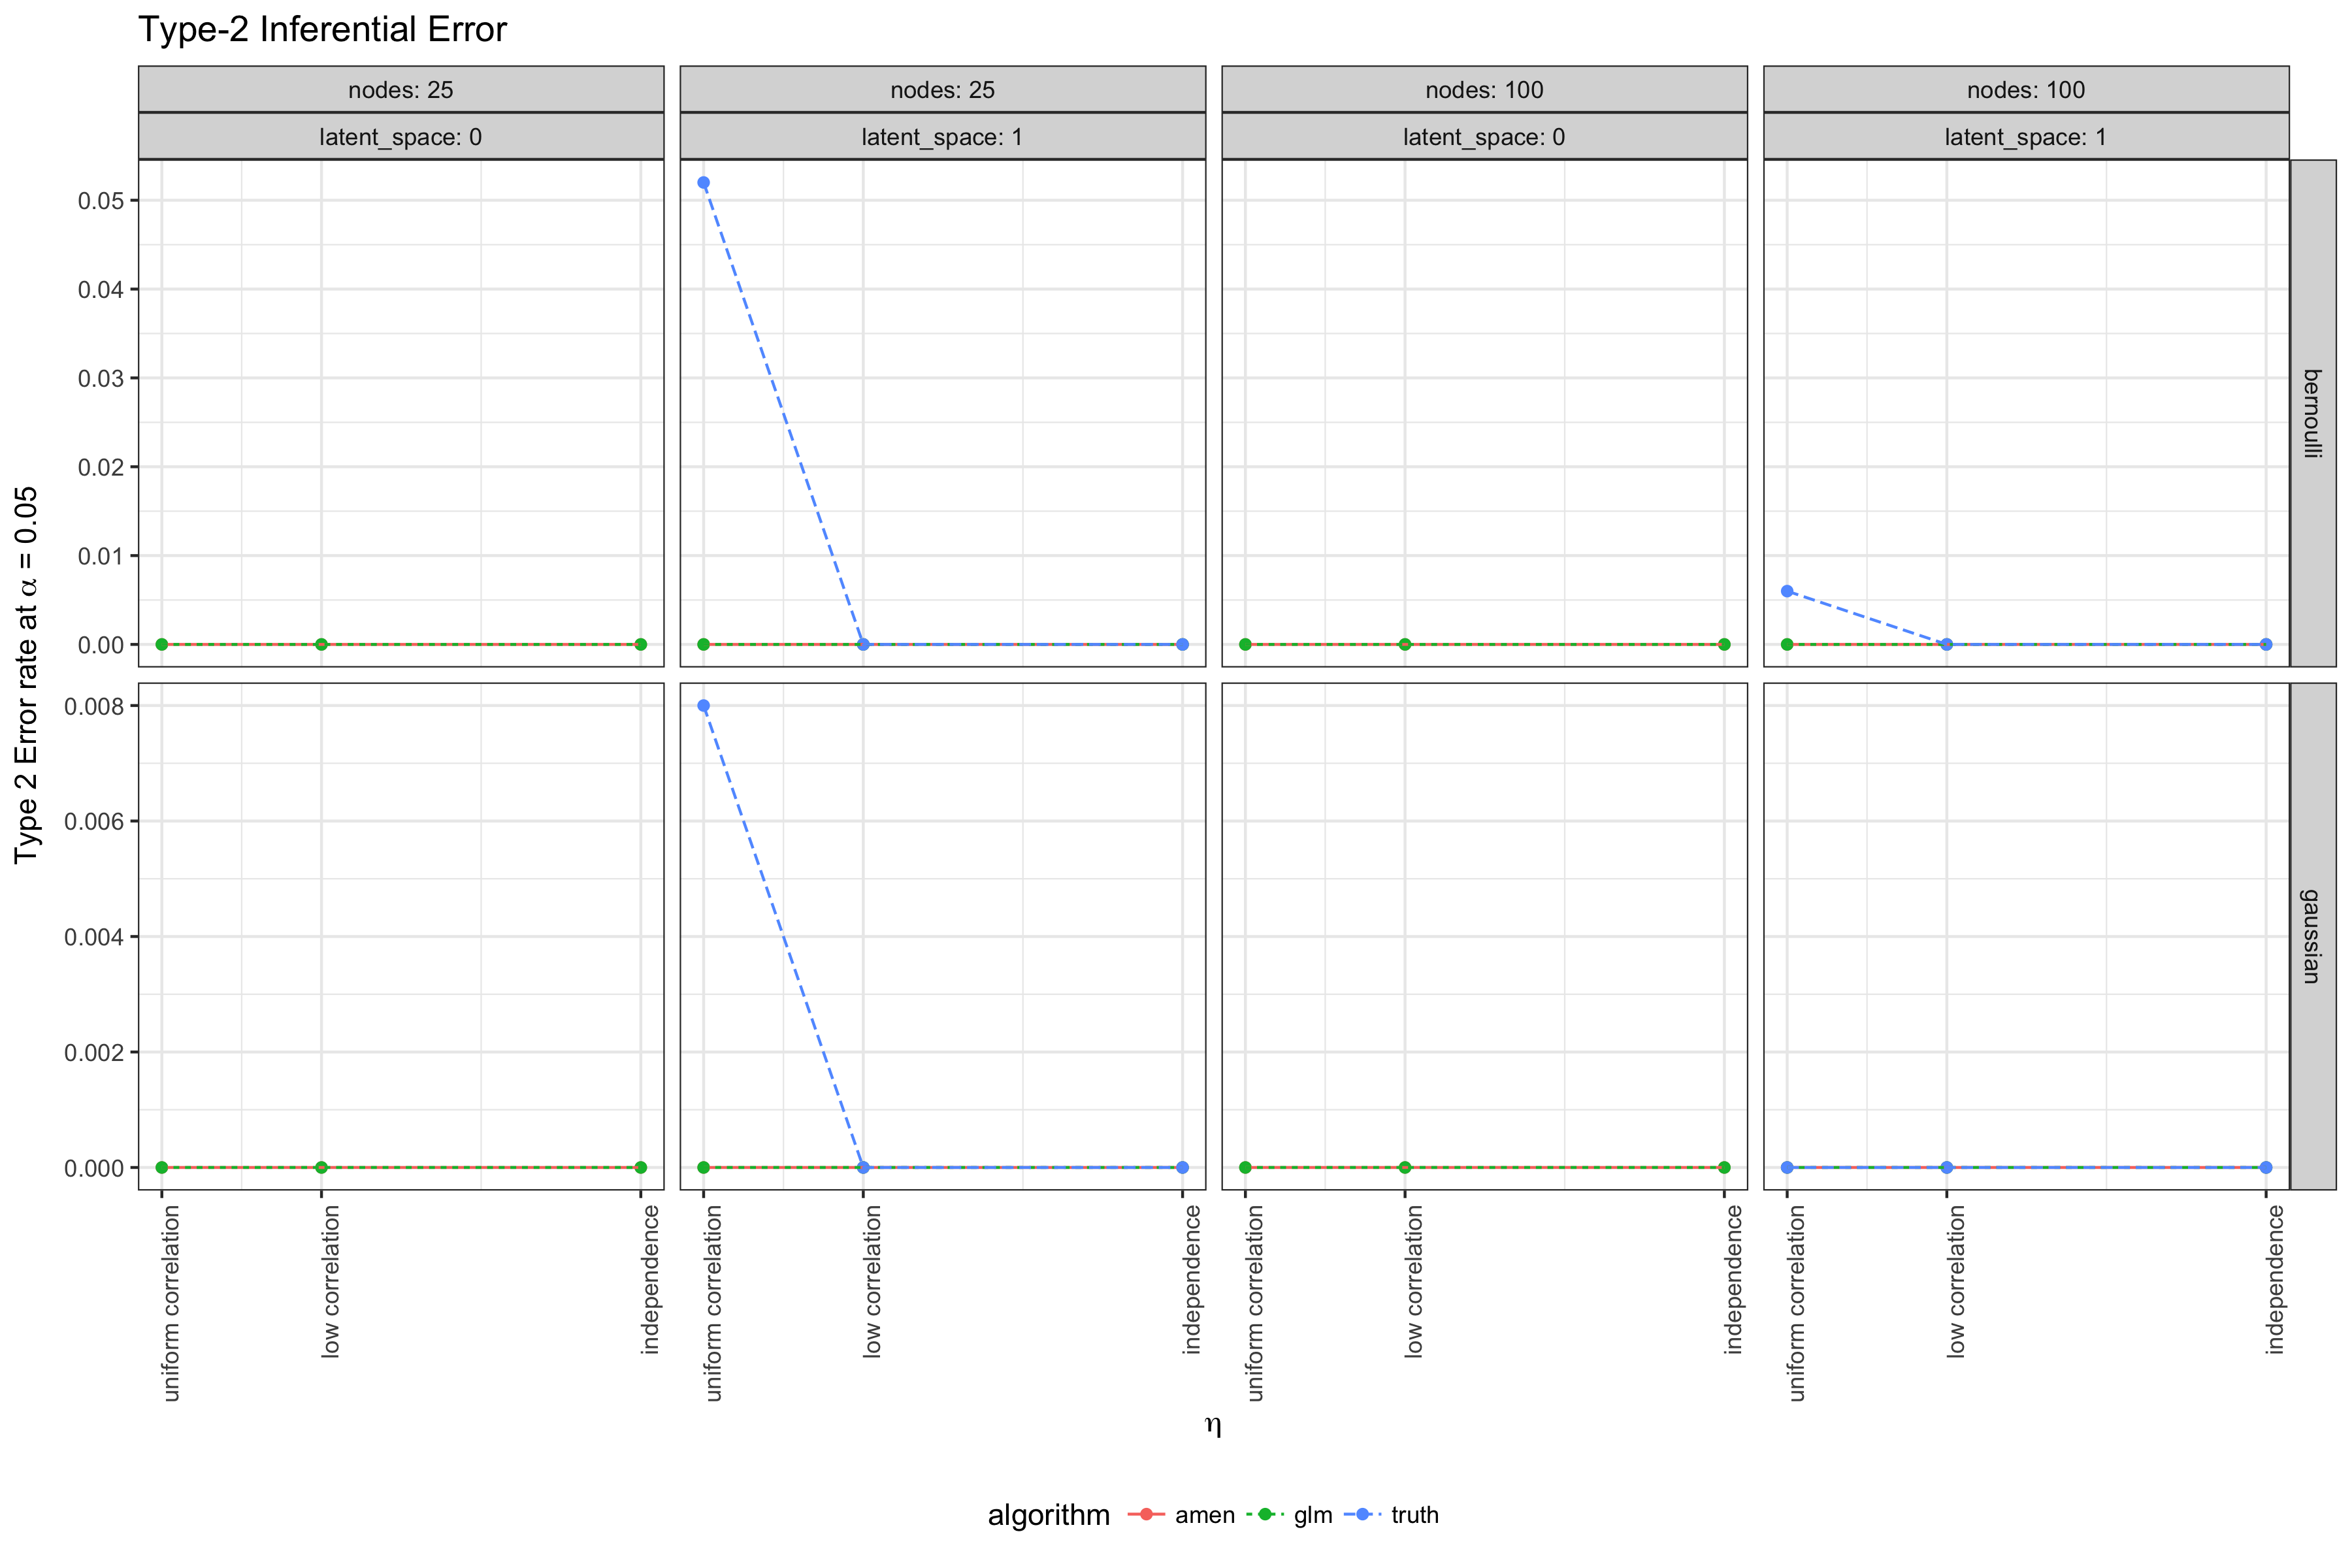 Type-2 Inferential Error
nodes: 25
nodes: 25
nodes: 100
nodes: 100
latent_space: 0
latent_space: 1
latent_space: 0
latent_space: 1
Type 2 Error rate at α = 0.05
0.05
0.04
0.03
0.02
0.01
0.00
bernoulli
0.008
0.006
0.004
0.002
0.000
gaussian
uniform correlation
low correlation
independence
uniform correlation
low correlation
independence
uniform correlation
low correlation
independence
uniform correlation
low correlation
independence
η
algorithm amen glm truth